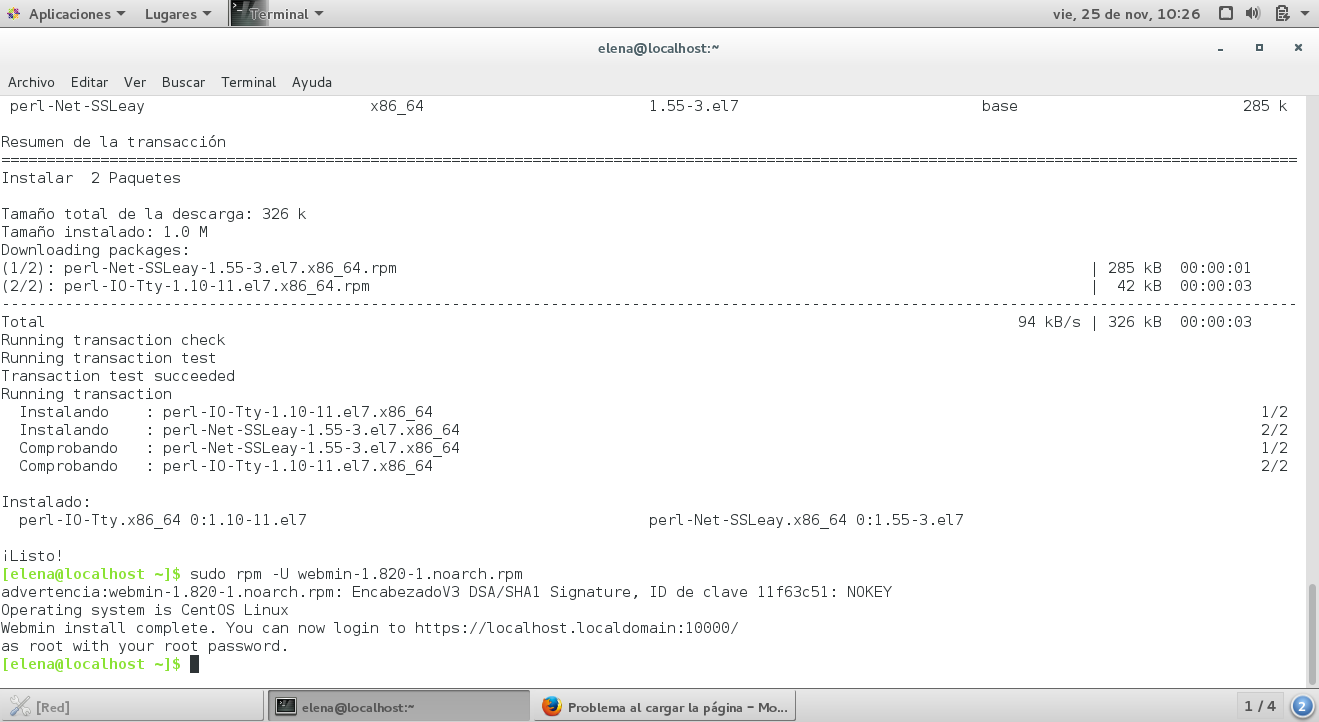 Aplicaciones Lugares Terminal vie, 25 de nov, 10:26
elena@localhost:~
Archivo Editar Ver Buscar Terminal Ayuda
perl-Net-SSLeay x86_64 1.55-3.el7 base 285 k
Resumen de la transacción
================================================================================================================================================
Instalar 2 Paquetes
Tamaño total de la descarga: 326 k
Tamaño instalado: 1.0 M
Downloading packages:
(1/2): perl-Net-SSLeay-1.55-3.el7.x86_64.rpm | 285 kB 00:00:01
(2/2): perl-IO-Tty-1.10-11.el7.x86_64.rpm | 42 kB 00:00:03
------------------------------------------------------------------------------------------------------------------------------------------------
Total 94 kB/s | 326 kB 00:00:03
Running transaction check
Running transaction test
Transaction test succeeded
Running transaction
Instalando : perl-IO-Tty-1.10-11.el7.x86_64 1/2
Instalando : perl-Net-SSLeay-1.55-3.el7.x86_64 2/2
Comprobando : perl-Net-SSLeay-1.55-3.el7.x86_64 1/2
Comprobando : perl-IO-Tty-1.10-11.el7.x86_64 2/2
Instalado:
perl-IO-Tty.x86_64 0:1.10-11.el7 perl-Net-SSLeay.x86_64 0:1.55-3.el7
¡Listo!
[elena@localhost ~]$ sudo rpm -U webmin-1.820-1.noarch.rpm
advertencia:webmin-1.820-1.noarch.rpm: EncabezadoV3 DSA/SHA1 Signature, ID de clave 11f63c51: NOKEY
Operating system is CentOS Linux
Webmin install complete. You can now login to https://localhost.localdomain:10000/
as root with your root password.
[elena@localhost ~]$
[Red] elena@localhost:~ Problema al cargar la página - Mo... 1 / 4 2